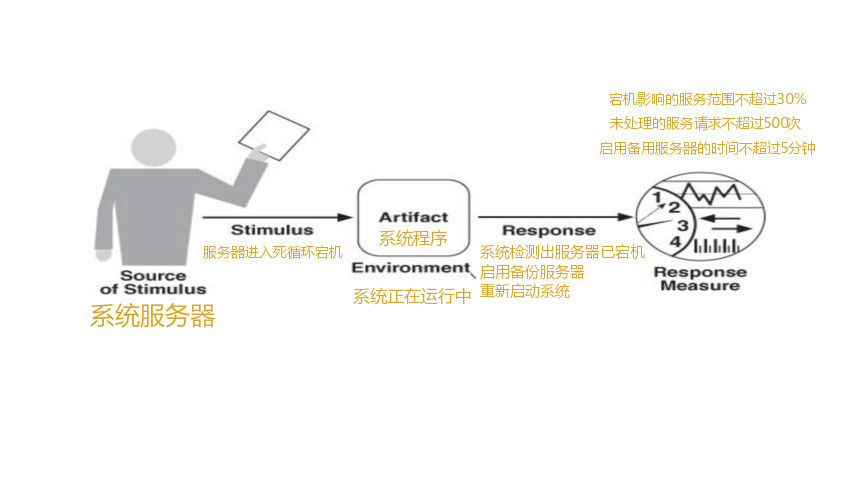 宕机影响的服务范围不超过30%
未处理的服务请求不超过500次
启用备用服务器的时间不超过5分钟
Stimulus
服务器进入死循环宕机
Artifact
系统程序
Environment
系统正在运行中
Response
系统检测出服务器已宕机
启用备份服务器
重新启动系统
1
2
3
4
Source
of Stimulus
系统服务器
Response
Measure